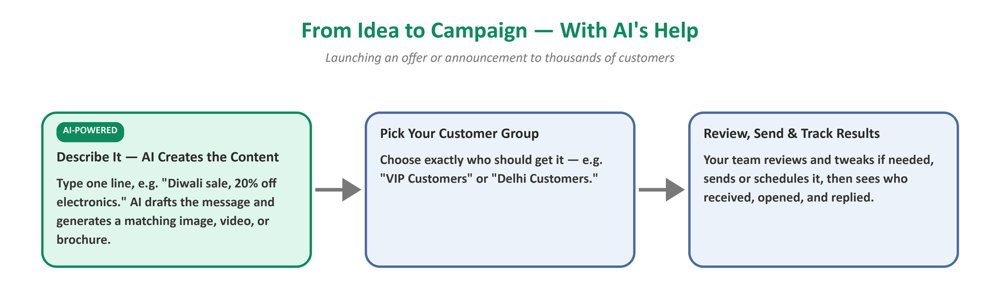 From Idea to Campaign — With AI's Help
Launching an offer or announcement to thousands of customers
AI-POWERED
Describe It — AI Creates the Content
Type one line, e.g. "Diwali sale, 20% off
electronics." AI drafts the message and
generates a matching image, video, or
brochure.
Pick Your Customer Group
Choose exactly who should get it — e.g.
"VIP Customers" or "Delhi Customers."
Review, Send & Track Results
Your team reviews and tweaks if needed,
sends or schedules it, then sees who
received, opened, and replied.